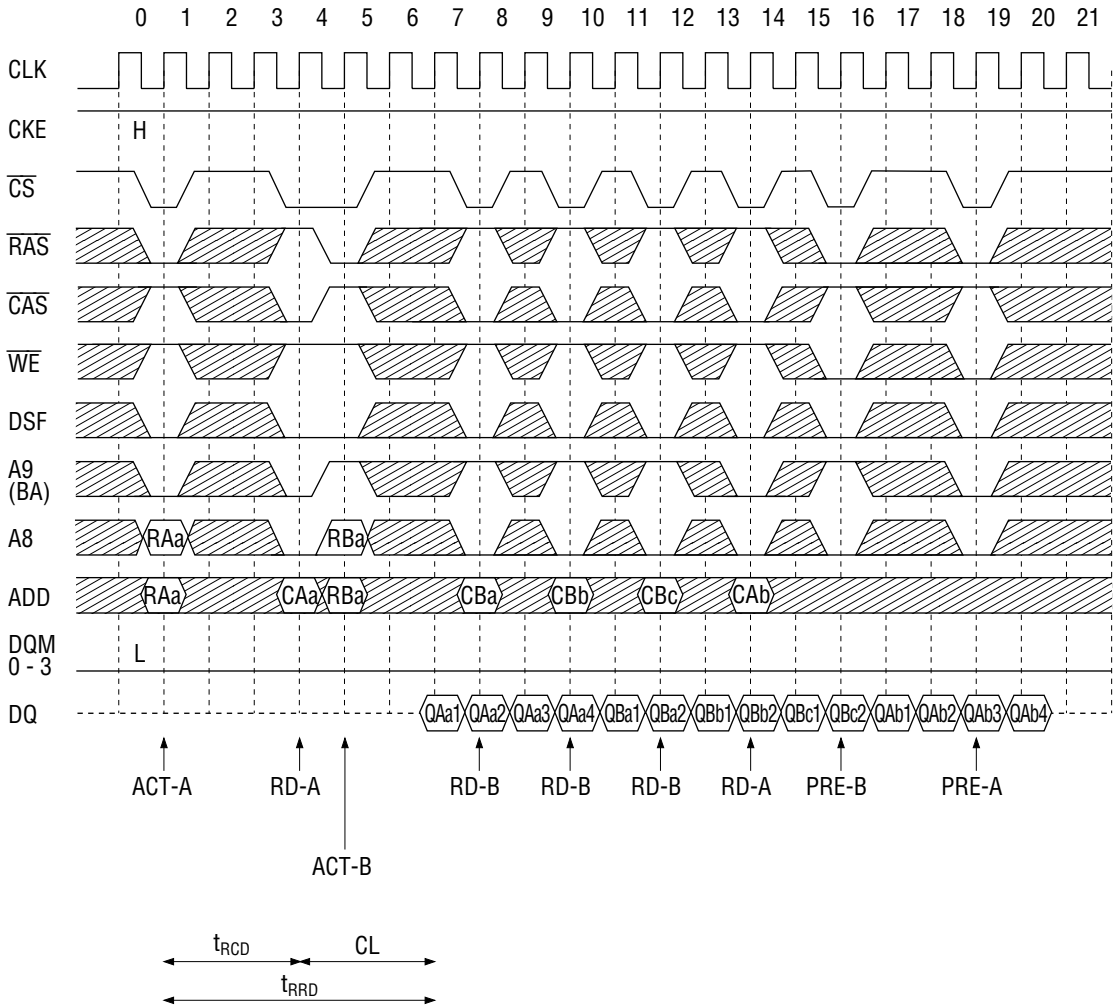 0 1 2 3 4 5 6 7 8 9 10 11 12 13 14 15 16 17 18 19 20 21
CLK
CKE H
CS
RAS
CAS
WE
DSF
A9
(BA)
A8 RAa RBa
ADD RAa CAa RBa CBa CBb CBc CAb
DQM
0 - 3 L
DQ QAa1 QAa2 QAa3 QAa4 QBa1 QBa2 QBb1 QBb2 QBc1 QBc2 QAb1 QAb2 QAb3 QAb4
ACT-A RD-A RD-B RD-B RD-B RD-A PRE-B PRE-A
ACT-B
tRCD CL
tRRD